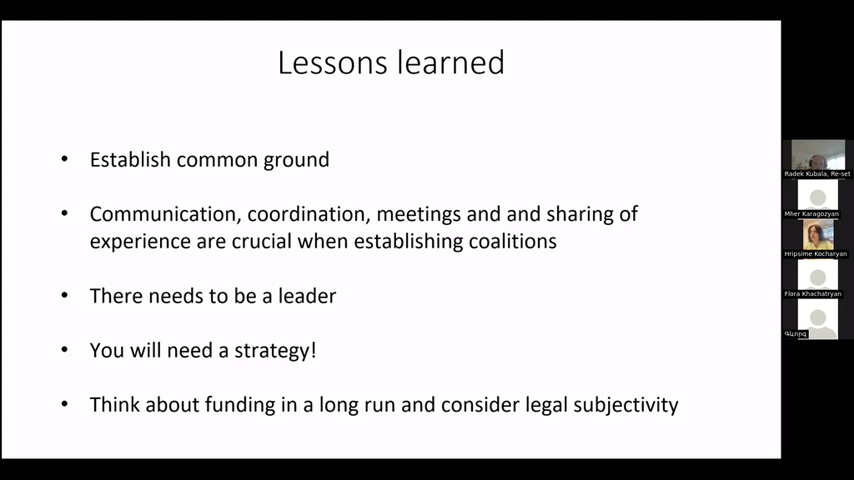 Lessons learned
• Establish common ground
• Communication, coordination, meetings and and sharing of
experience are crucial when establishing coalitions
• There needs to be a leader
• You will need a strategy!
• Think about funding in a long run and consider legal subjectivity
Radek Kubala, Re-set
Mher Karagozyan
Hripsime Kocharyan
Flora Khachatryan
Գևորգ